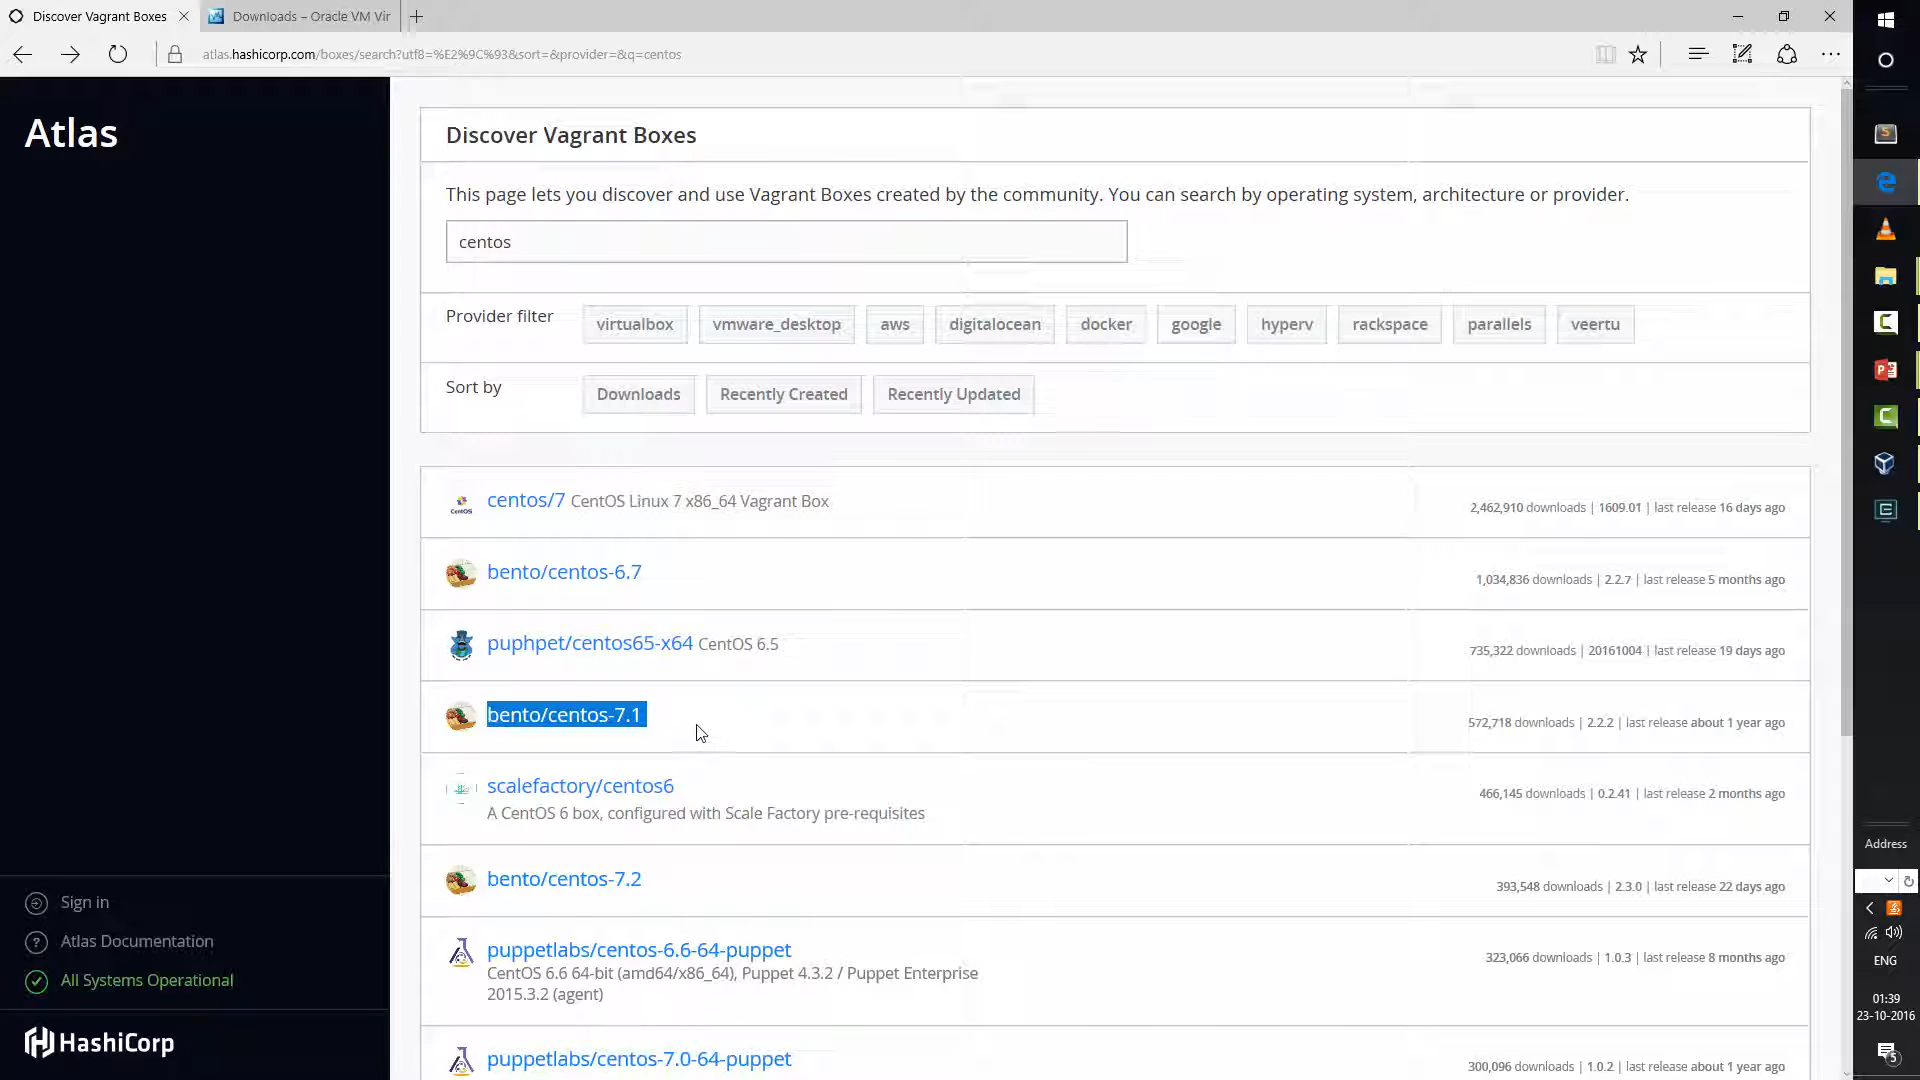 Discover Vagrant Boxes
Downloads – Oracle VM Vir
atlas.hashicorp.com/boxes/search?utf8=%E2%9C%93&sort=&provider=&q=centos
Atlas
Discover Vagrant Boxes
This page lets you discover and use Vagrant Boxes created by the community. You can search by operating system, architecture or provider.
centos
Provider filter
virtualbox vmware_desktop aws digitalocean docker google hyperv rackspace parallels veertu
Sort by
Downloads Recently Created Recently Updated
centos/7 CentOS Linux 7 x86_64 Vagrant Box
2,462,910 downloads | 1609.01 | last release 16 days ago
bento/centos-6.7
1,034,836 downloads | 2.2.7 | last release 5 months ago
puphpet/centos65-x64 CentOS 6.5
735,322 downloads | 20161004 | last release 19 days ago
bento/centos-7.1
572,718 downloads | 2.2.2 | last release about 1 year ago
scalefactory/centos6
A CentOS 6 box, configured with Scale Factory pre-requisites
466,145 downloads | 0.2.41 | last release 2 months ago
bento/centos-7.2
393,548 downloads | 2.3.0 | last release 22 days ago
puppetlabs/centos-6.6-64-puppet
CentOS 6.6 64-bit (amd64/x86_64), Puppet 4.3.2 / Puppet Enterprise
2015.3.2 (agent)
323,066 downloads | 1.0.3 | last release 8 months ago
puppetlabs/centos-7.0-64-puppet
300,096 downloads | 1.0.2 | last release about 1 year ago
Sign in
Atlas Documentation
All Systems Operational
HashiCorp
Address
ENG
01:39
23-10-2016
5